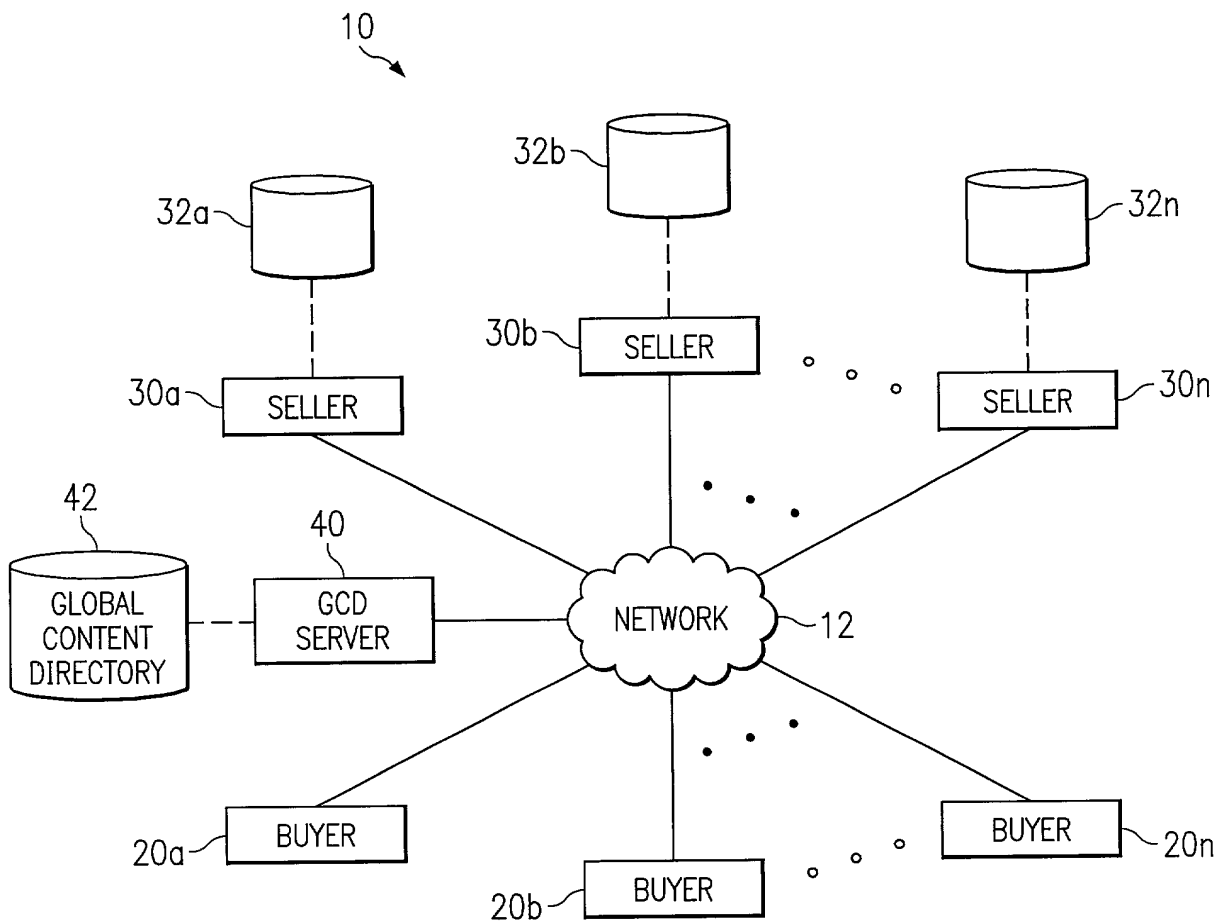 10
32a
32b
32n
30a
SELLER
30b
SELLER
30n
SELLER
42
GLOBAL
CONTENT
DIRECTORY
40
GCD
SERVER
NETWORK
12
20a
BUYER
20b
BUYER
20n
BUYER